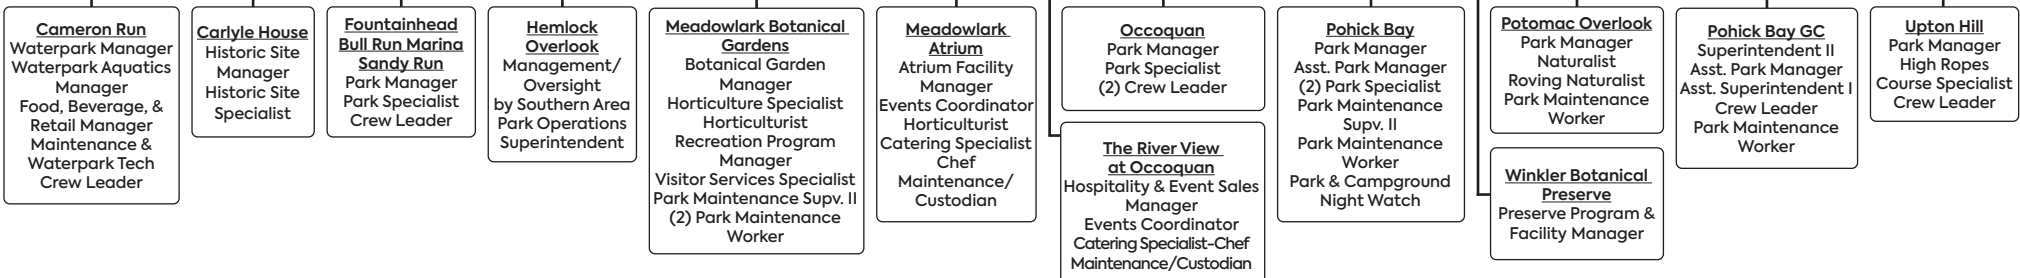 Cameron Run
Waterpark Manager
Waterpark Aquatics
Manager
Food, Beverage, &
Retail Manager
Maintenance &
Waterpark Tech
Crew Leader
Carlyle House
Historic Site
Manager
Historic Site
Specialist
Fountainhead
Bull Run Marina
Sandy Run
Park Manager
Park Specialist
Crew Leader
Hemlock
Overlook
Management/
Oversight
by Southern Area
Park Operations
Superintendent
Meadowlark Botanical
Gardens
Botanical Garden
Manager
Horticulture Specialist
Horticulturist
Recreation Program
Manager
Visitor Services Specialist
Park Maintenance Supv. II
(2) Park Maintenance
Worker
Meadowlark
Atrium
Atrium Facility
Manager
Events Coordinator
Horticulturist
Catering Specialist
Chef
Maintenance/
Custodian
Occoquan
Park Manager
Park Specialist
(2) Crew Leader
The River View
at Occoquan
Hospitality & Event Sales
Manager
Events Coordinator
Catering Specialist-Chef
Maintenance/Custodian
Pohick Bay
Park Manager
Asst. Park Manager
(2) Park Specialist
Park Maintenance
Supv. II
Park Maintenance
Worker
Park & Campground
Night Watch
Potomac Overlook
Park Manager
Naturalist
Roving Naturalist
Park Maintenance
Worker
Winkler Botanical
Preserve
Preserve Program &
Facility Manager
Pohick Bay GC
Superintendent II
Asst. Park Manager
Asst. Superintendent I
Crew Leader
Park Maintenance
Worker
Upton Hill
Park Manager
High Ropes
Course Specialist
Crew Leader